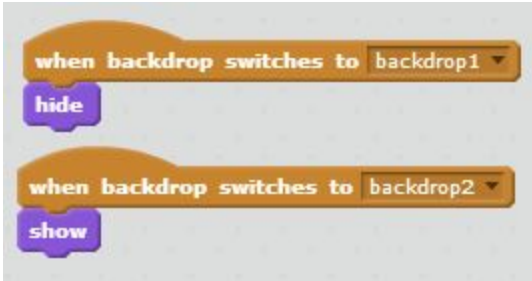 when backdrop switches to backdrop1
hide
when backdrop switches to backdrop2
show